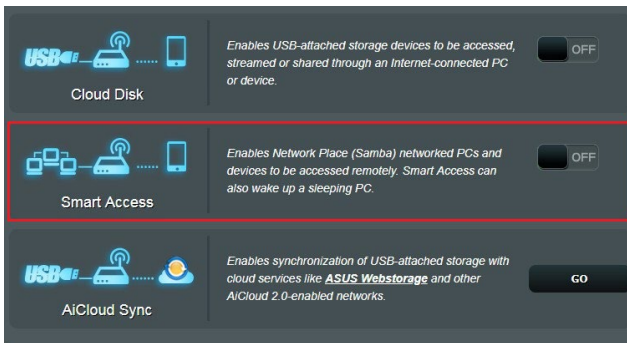 USB
Enables USB-attached storage devices to be accessed,
streamed or shared through an Internet-connected PC
or device.
OFF
Cloud Disk
Enables Network Place (Samba) networked PCs and
devices to be accessed remotely. Smart Access can
also wake up a sleeping PC.
OFF
Smart Access
USB
Enables synchronization of USB-attached storage with
cloud services like ASUS Webstorage and other
AiCloud 2.0-enabled networks.
GO
AiCloud Sync